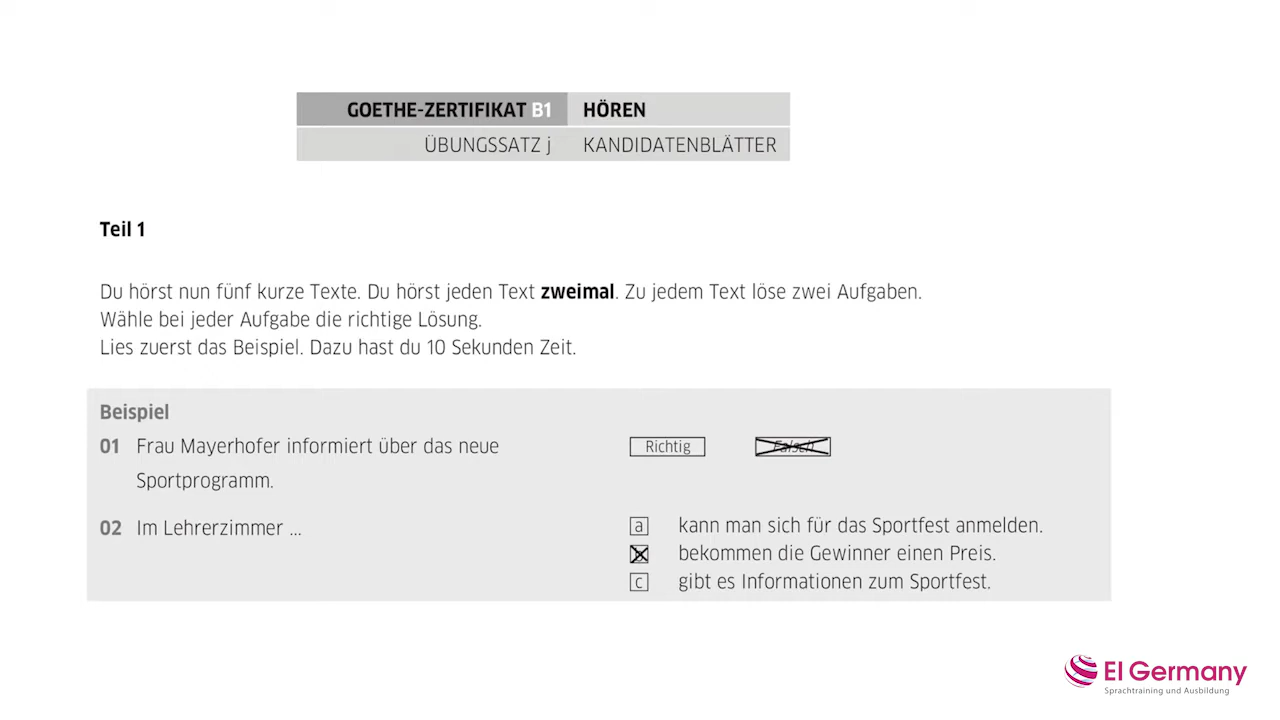 GOETHE-ZERTIFIKAT B1 HÖREN
ÜBUNGSSATZ j KANDIDATENBLÄTTER
Teil 1
Du hörst nun fünf kurze Texte. Du hörst jeden Text zweimal. Zu jedem Text löse zwei Aufgaben.
Wähle bei jeder Aufgabe die richtige Lösung.
Lies zuerst das Beispiel. Dazu hast du 10 Sekunden Zeit.
Beispiel
01 Frau Mayerhofer informiert über das neue Richtig Falsch
Sportprogramm.
02 Im Lehrerzimmer ... a kann man sich für das Sportfest anmelden.
b bekommen die Gewinner einen Preis.
c gibt es Informationen zum Sportfest.
EI Germany
Sprachtraining und Ausbildung